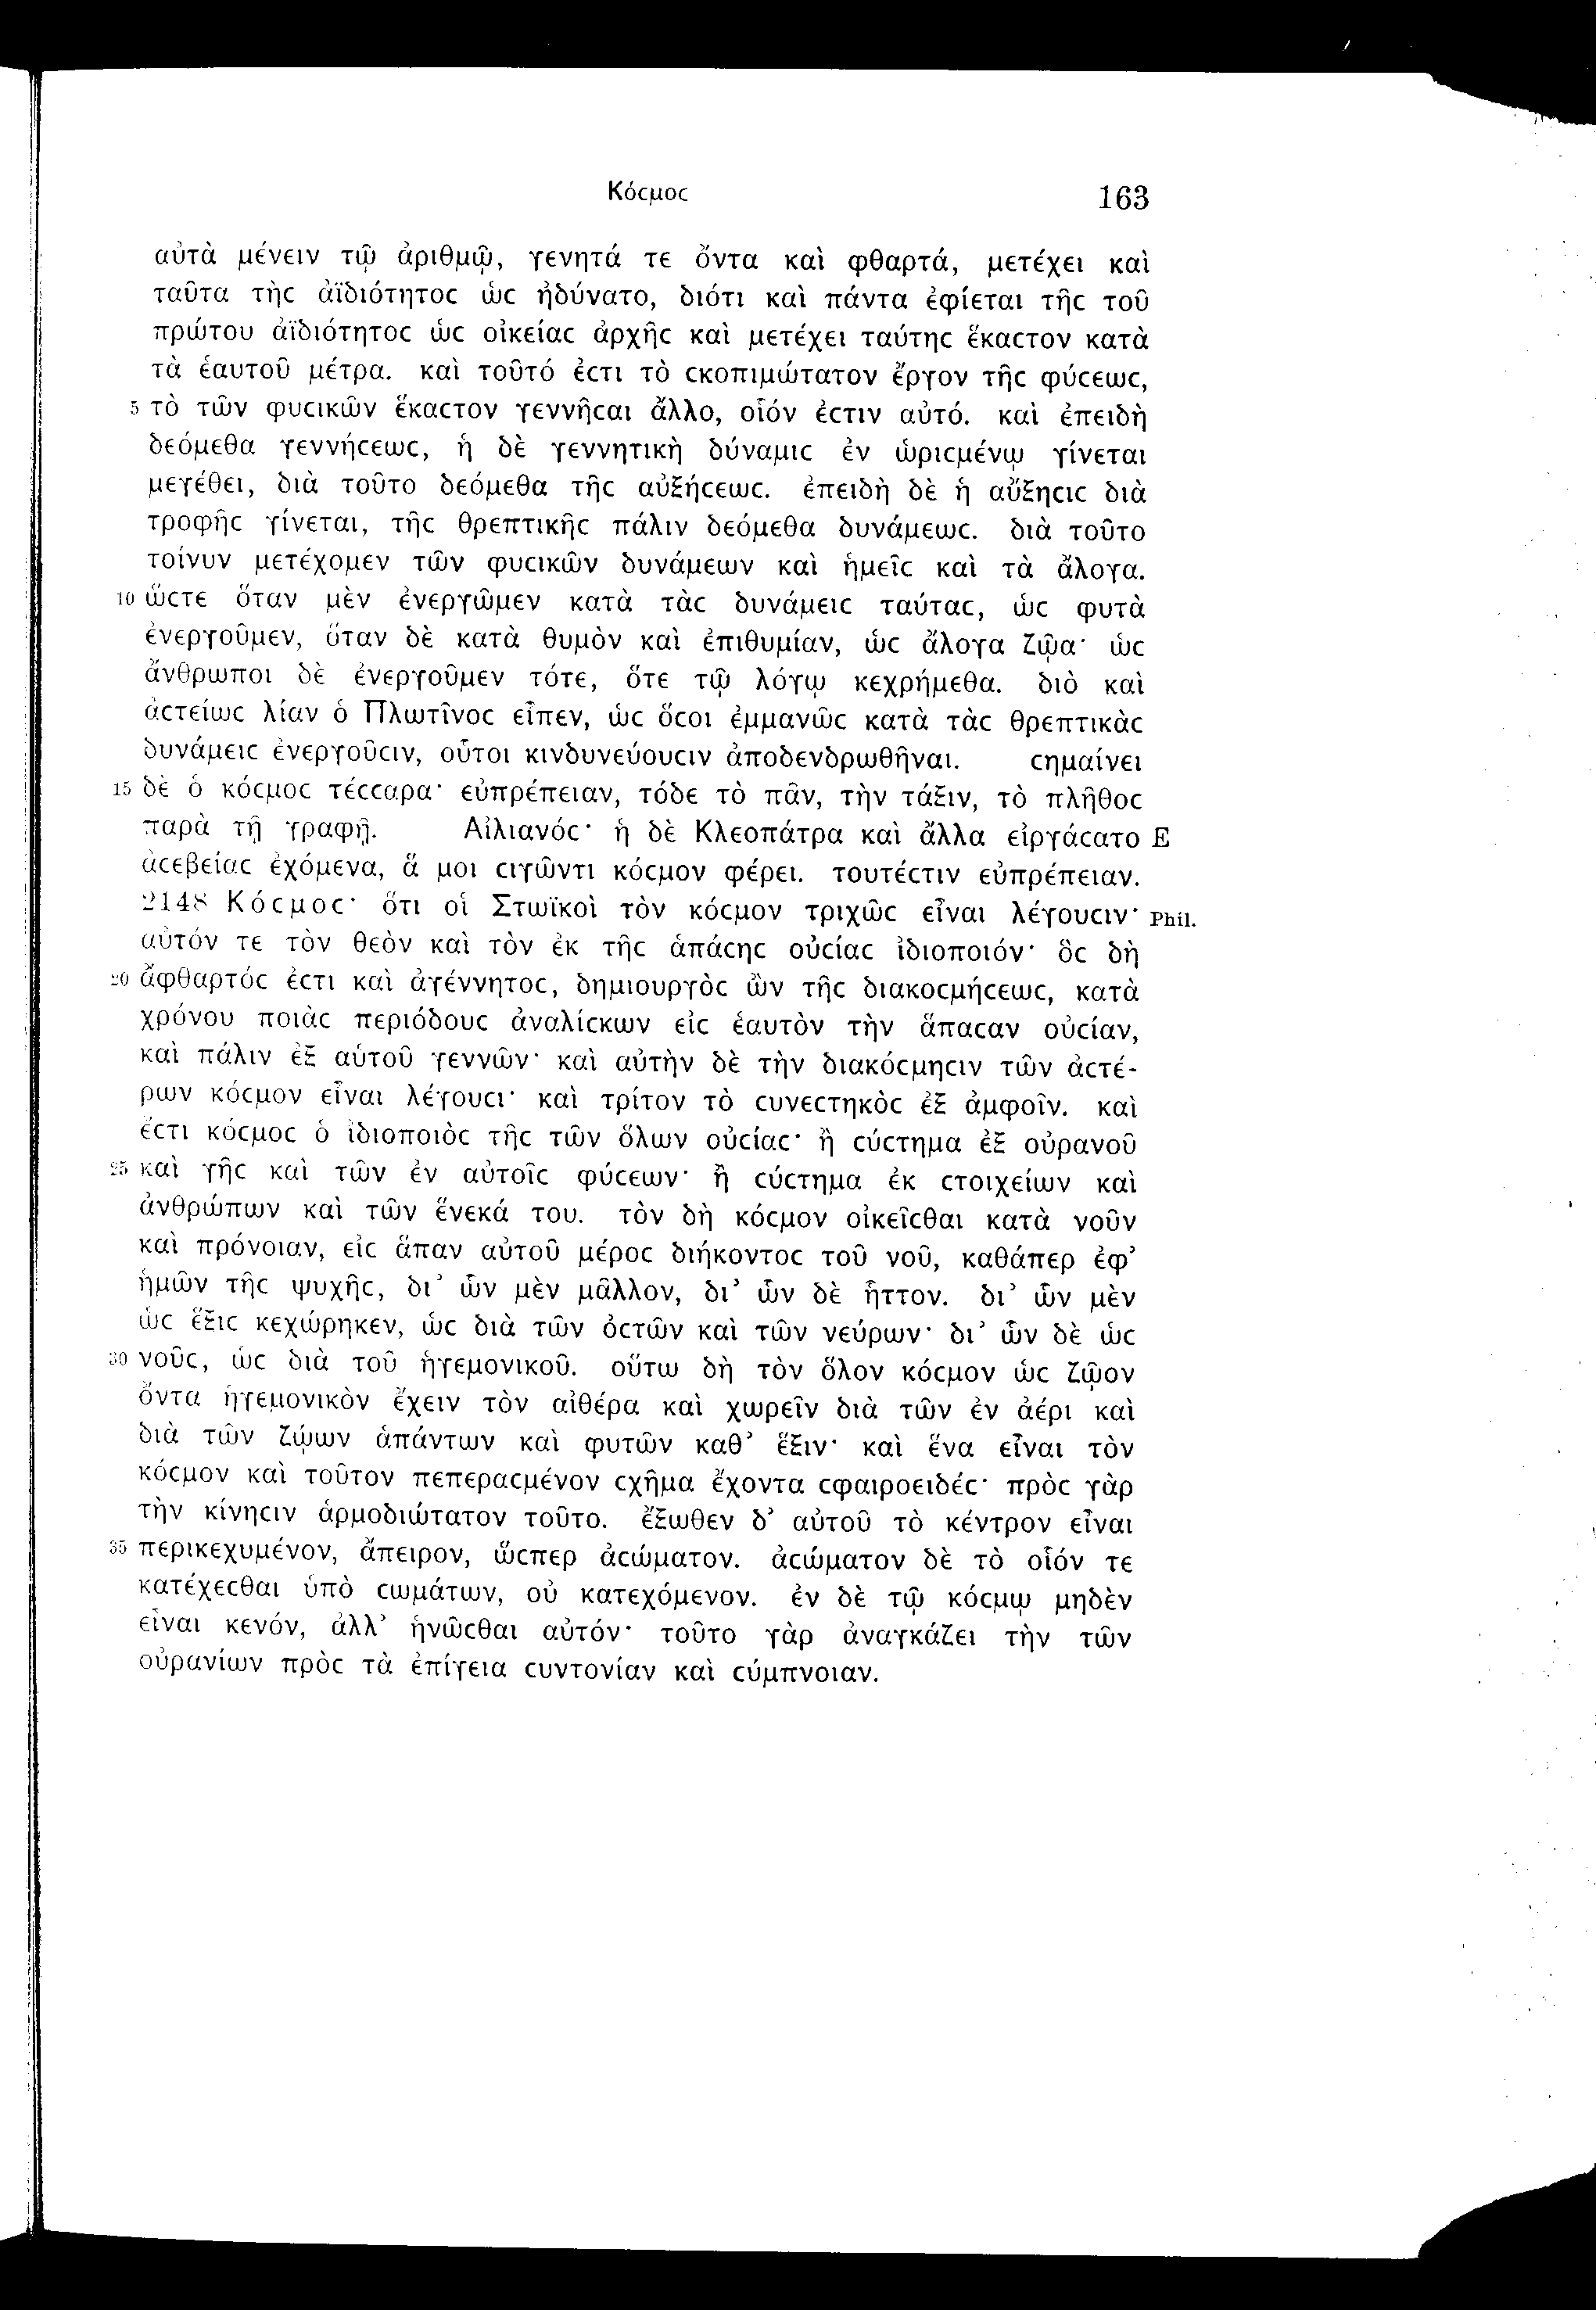 Κόϲμοϲ 163
αὐτὰ μένειν τῷ ἀριθμῷ, γενητά τε ὄντα καὶ φθαρτά, μετέχει καὶ
ταῦτα τῆϲ ἀϊδιότητοϲ ὡϲ ἠδύνατο, διότι καὶ πάντα ἐφίεται τῆϲ τοῦ
πρώτου ἀϊδιότητοϲ ὡϲ οἰκείαϲ ἀρχῆϲ καὶ μετέχει ταύτηϲ ἕκαϲτον κατὰ
τὰ ἑαυτοῦ μέτρα. καὶ τοῦτό ἐϲτι τὸ ϲκοπιμώτατον ἔργον τῆϲ φύϲεωϲ,
5 τὸ τῶν φυϲικῶν ἕκαϲτον γεννῆϲαι ἄλλο, οἷόν ἐϲτιν αὐτό. καὶ ἐπειδὴ
δεόμεθα γεννήϲεωϲ, ἡ δὲ γεννητικὴ δύναμιϲ ἐν ὡριϲμένῳ γίνεται
μεγέθει, διὰ τοῦτο δεόμεθα τῆϲ αὐξήϲεωϲ. ἐπειδὴ δὲ ἡ αὔξηϲιϲ διὰ
τροφῆϲ γίνεται, τῆϲ θρεπτικῆϲ πάλιν δεόμεθα δυνάμεωϲ. διὰ τοῦτο
τοίνυν μετέχομεν τῶν φυϲικῶν δυνάμεων καὶ ἡμεῖϲ καὶ τὰ ἄλογα.
10 ὥϲτε ὅταν μὲν ἐνεργῶμεν κατὰ τὰϲ δυνάμειϲ ταύταϲ, ὡϲ φυτὰ
ἐνεργοῦμεν, ὅταν δὲ κατὰ θυμὸν καὶ ἐπιθυμίαν, ὡϲ ἄλογα ζῷα· ὡϲ
ἄνθρωποι δὲ ἐνεργοῦμεν τότε, ὅτε τῷ λόγῳ κεχρήμεθα. διὸ καὶ
ἀϲτείωϲ λίαν ὁ Πλωτῖνοϲ εἶπεν, ὡϲ ὅϲοι ἐμμανῶϲ κατὰ τὰϲ θρεπτικὰϲ
δυνάμειϲ ἐνεργοῦϲιν, οὗτοι κινδυνεύουϲιν ἀποδενδρωθῆναι. ϲημαίνει
15 δὲ ὁ κόϲμοϲ τέϲϲαρα· εὐπρέπειαν, τόδε τὸ πᾶν, τὴν τάξιν, τὸ πλῆθοϲ
παρὰ τῇ γραφῇ. Αἰλιανόϲ· ἡ δὲ Κλεοπάτρα καὶ ἄλλα εἰργάϲατο E
ἀϲεβείαϲ ἐχόμενα, ἅ μοι ϲιγῶντι κόϲμον φέρει. τουτέϲτιν εὐπρέπειαν.
2148 Κόϲμοϲ· ὅτι οἱ Στωϊκοὶ τὸν κόϲμον τριχῶϲ εἶναι λέγουϲιν· Phil.
αὐτόν τε τὸν θεὸν καὶ τὸν ἐκ τῆϲ ἁπάϲηϲ οὐϲίαϲ ἰδιοποιόν· ὃϲ δὴ
20 ἄφθαρτόϲ ἐϲτι καὶ ἀγέννητοϲ, δημιουργὸϲ ὢν τῆϲ διακοϲμήϲεωϲ, κατὰ
χρόνου ποιὰϲ περιόδουϲ ἀναλίϲκων εἰϲ ἑαυτὸν τὴν ἅπαϲαν οὐϲίαν,
καὶ πάλιν ἐξ αὑτοῦ γεννῶν· καὶ αὐτὴν δὲ τὴν διακόϲμηϲιν τῶν ἀϲτέ-
ρων κόϲμον εἶναι λέγουϲι· καὶ τρίτον τὸ ϲυνεϲτηκὸϲ ἐξ ἀμφοῖν. καὶ
ἔϲτι κόϲμοϲ ὁ ἰδιοποιὸϲ τῆϲ τῶν ὅλων οὐϲίαϲ· ἢ ϲύϲτημα ἐξ οὐρανοῦ
25 καὶ γῆϲ καὶ τῶν ἐν αὐτοῖϲ φύϲεων· ἢ ϲύϲτημα ἐκ ϲτοιχείων καὶ
ἀνθρώπων καὶ τῶν ἕνεκά του. τὸν δὴ κόϲμον οἰκεῖϲθαι κατὰ νοῦν
καὶ πρόνοιαν, εἰϲ ἅπαν αὐτοῦ μέροϲ διήκοντοϲ τοῦ νοῦ, καθάπερ ἐφ’
ἡμῶν τῆϲ ψυχῆϲ, δι’ ὧν μὲν μᾶλλον, δι’ ὧν δὲ ἧττον. δι’ ὧν μὲν
ὡϲ ἕξιϲ κεχώρηκεν, ὡϲ διὰ τῶν ὀϲτῶν καὶ τῶν νεύρων· δι’ ὧν δὲ ὡϲ
30 νοῦϲ, ὡϲ διὰ τοῦ ἡγεμονικοῦ. οὕτω δὴ τὸν ὅλον κόϲμον ὡϲ ζῷον
ὄντα ἡγεμονικὸν ἔχειν τὸν αἰθέρα καὶ χωρεῖν διὰ τῶν ἐν ἀέρι καὶ
διὰ τῶν ζῴων ἁπάντων καὶ φυτῶν καθ’ ἕξιν· καὶ ἕνα εἶναι τὸν
κόϲμον καὶ τοῦτον πεπεραϲμένον ϲχῆμα ἔχοντα ϲφαιροειδέϲ· πρὸϲ γὰρ
τὴν κίνηϲιν ἁρμοδιώτατον τοῦτο. ἔξωθεν δ’ αὐτοῦ τὸ κέντρον εἶναι
35 περικεχυμένον, ἄπειρον, ὥϲπερ ἀϲώματον. ἀϲώματον δὲ τὸ οἷόν τε
κατέχεϲθαι ὑπὸ ϲωμάτων, οὐ κατεχόμενον. ἐν δὲ τῷ κόϲμῳ μηδὲν
εἶναι κενόν, ἀλλ’ ἡνῶϲθαι αὐτόν· τοῦτο γὰρ ἀναγκάζει τὴν τῶν
οὐρανίων πρὸϲ τὰ ἐπίγεια ϲυντονίαν καὶ ϲύμπνοιαν.